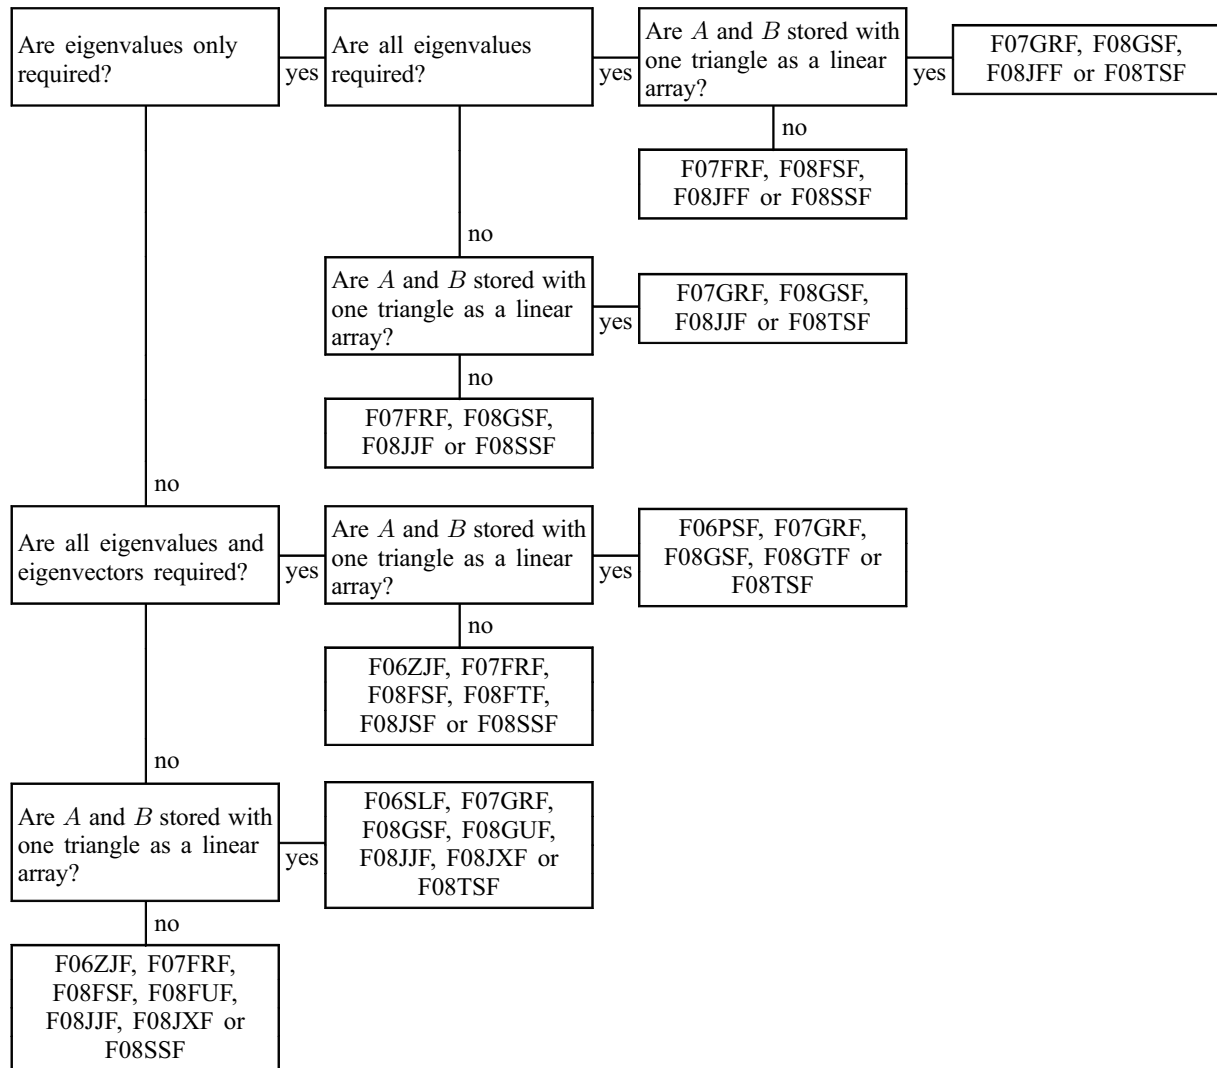 Are eigenvalues only
required?
yes
Are all eigenvalues
required?
yes
Are A and B stored with
one triangle as a linear
array?
yes
F07GRF, F08GSF,
F08JFF or F08TSF
no
F07FRF, F08FSF,
F08JFF or F08SSF
no
Are A and B stored with
one triangle as a linear
array?
yes
F07GRF, F08GSF,
F08JJF or F08TSF
no
F07FRF, F08GSF,
F08JJF or F08SSF
no
Are all eigenvalues and
eigenvectors required?
yes
Are A and B stored with
one triangle as a linear
array?
yes
F06PSF, F07GRF,
F08GSF, F08GTF or
F08TSF
no
F06ZJF, F07FRF,
F08FSF, F08FTF,
F08JSF or F08SSF
no
Are A and B stored with
one triangle as a linear
array?
yes
F06SLF, F07GRF,
F08GSF, F08GUF,
F08JJF, F08JXF or
F08TSF
no
F06ZJF, F07FRF,
F08FSF, F08FUF,
F08JJF, F08JXF or
F08SSF